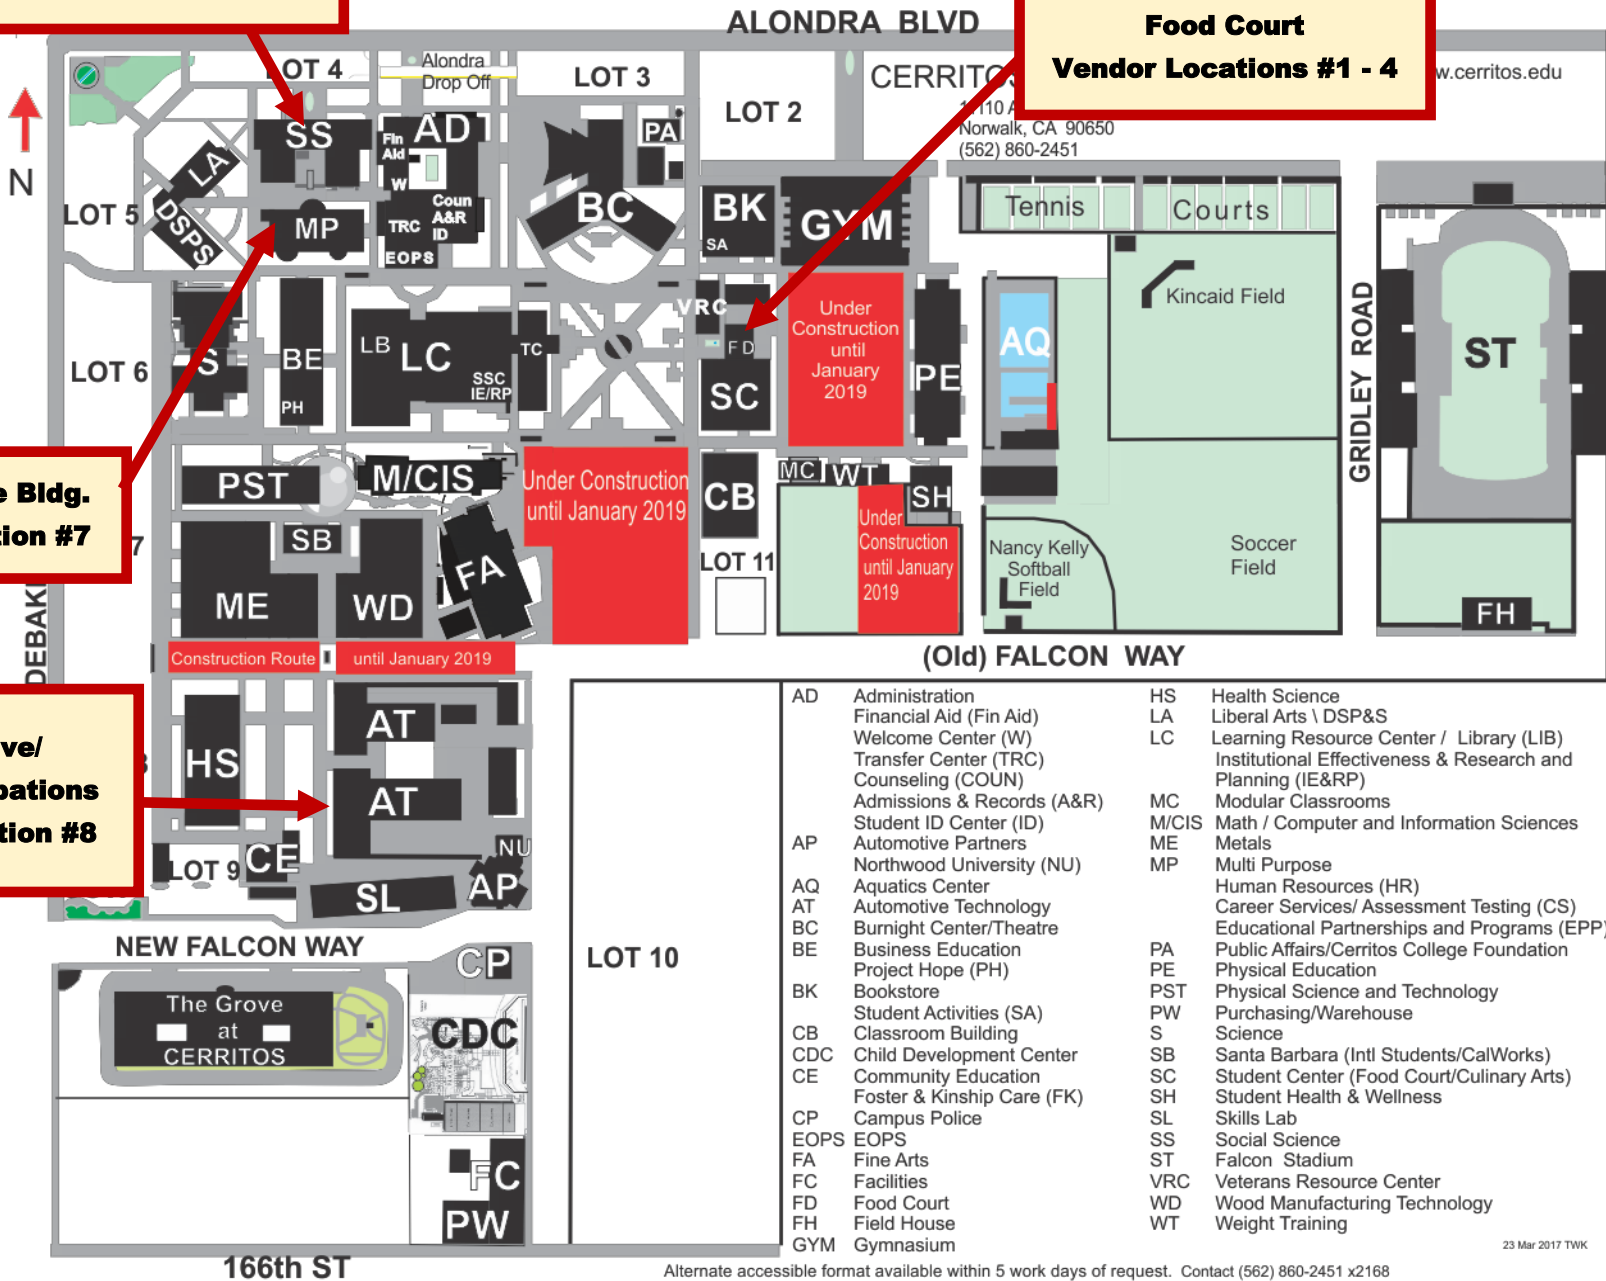 ALONDRA BLVD
Food Court
Vendor Locations #1 - 4
LOT 4
Alondra
Drop Off
LOT 3
LOT 2
w.cerritos.edu
Norwalk, CA 90650
(562) 860-2451
N
SS
Fin
Aid
AD
W
PA
LA
DSPS
LOT 5
MP
TRC
Coun
A&R
ID
EOPS
BC
BK
SA
GYM
Tennis
Courts
Kincaid Field
GRIDLEY ROAD
ST
VRC
Under
Construction
until
January
2019
FD
SC
PE
AQ
LOT 6
S
BE
PH
LB
LC
SSC
IE/RP
TC
e Bldg.
tion #7
7
PST
M/CIS
Under Construction
until January 2019
CB
MC
WT
SH
Under
Construction
until January
2019
LOT 11
Nancy Kelly
Softball
Field
Soccer
Field
FH
SB
ME
WD
FA
DEBAK
Construction Route
until January 2019
(Old) FALCON WAY
ve/
pations
tion #8
HS
AT
AT
NU
LOT 9
CE
SL
AP
NEW FALCON WAY
CP
The Grove
at
CERRITOS
CDC
FC
PW
LOT 10
166th ST
AD Administration
Financial Aid (Fin Aid)
Welcome Center (W)
Transfer Center (TRC)
Counseling (COUN)
Admissions & Records (A&R)
Student ID Center (ID)
AP Automotive Partners
Northwood University (NU)
AQ Aquatics Center
AT Automotive Technology
BC Burnight Center/Theatre
BE Business Education
Project Hope (PH)
BK Bookstore
Student Activities (SA)
CB Classroom Building
CDC Child Development Center
CE Community Education
Foster & Kinship Care (FK)
CP Campus Police
EOPS EOPS
FA Fine Arts
FC Facilities
FD Food Court
FH Field House
GYM Gymnasium
HS Health Science
LA Liberal Arts \ DSP&S
LC Learning Resource Center / Library (LIB)
Institutional Effectiveness & Research and
Planning (IE&RP)
MC Modular Classrooms
M/CIS Math / Computer and Information Sciences
ME Metals
MP Multi Purpose
Human Resources (HR)
Career Services/ Assessment Testing (CS)
Educational Partnerships and Programs (EPP)
PA Public Affairs/Cerritos College Foundation
PE Physical Education
PST Physical Science and Technology
PW Purchasing/Warehouse
S Science
SB Santa Barbara (Intl Students/CalWorks)
SC Student Center (Food Court/Culinary Arts)
SH Student Health & Wellness
SL Skills Lab
SS Social Science
ST Falcon Stadium
VRC Veterans Resource Center
WD Wood Manufacturing Technology
WT Weight Training
23 Mar 2017 TWK
Alternate accessible format available within 5 work days of request. Contact (562) 860-2451 x2168